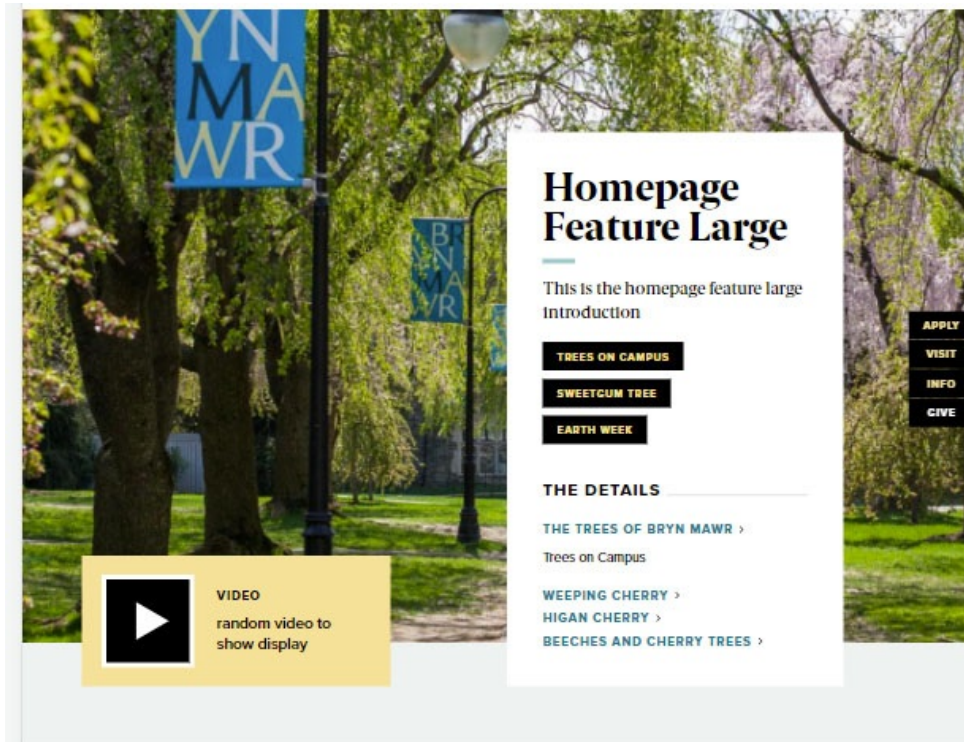 YN
MA
WR
BR
YN
MA
WR
Homepage
Feature Large
This is the homepage feature large
introduction
TREES ON CAMPUS
SWEETGUM TREE
EARTH WEEK
APPLY
VISIT
INFO
GIVE
THE DETAILS
THE TREES OF BRYN MAWR >
Trees on Campus
WEEPING CHERRY >
HIGAN CHERRY >
BEECHES AND CHERRY TREES >
VIDEO
random video to
show display